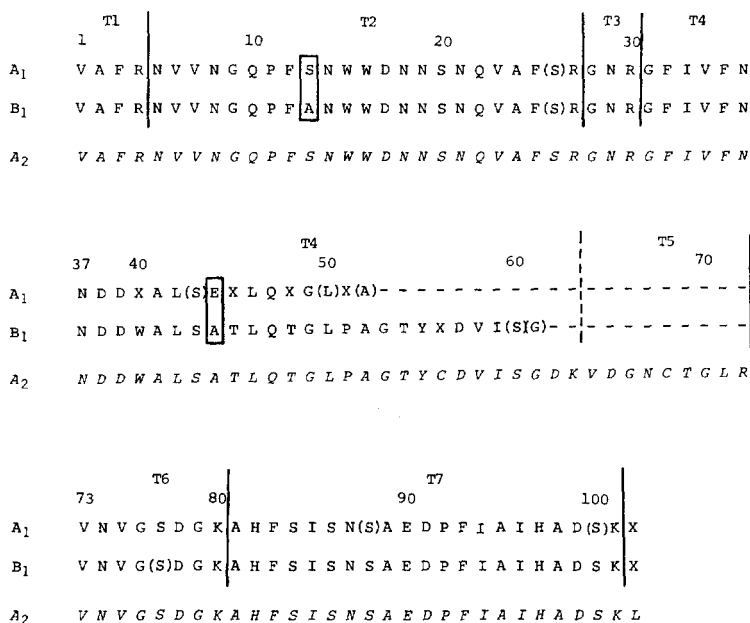 T1 T2 T3 T4
1 10 20 30
A1 V A F R N V V N G Q P F S N W W D N N S N Q V A F (S) R G N R G F I V F N
B1 V A F R N V V N G Q P F A N W W D N N S N Q V A F (S) R G N R G F I V F N
A2 V A F R N V V N G Q P F S N W W D N N S N Q V A F S R G N R G F I V F N
T4 T5
37 40 50 60 70
A1 N D D X A L (S) E X L Q X G (L) X (A) - - - - - - - - - - - - - - - - - - - -
B1 N D D W A L S A T L Q T G L P A G T Y X D V I (S)(G) - - - - - - - - - - -
A2 N D D W A L S A T L Q T G L P A G T Y C D V I S G D K V D G N C T G L R
T6 T7
73 80 90 100
A1 V N V G S D G K A H F S I S N (S) A E D P F I A I H A D (S) K X
B1 V N V G (S) D G K A H F S I S N S A E D P F I A I H A D S K X
A2 V N V G S D G K A H F S I S N S A E D P F I A I H A D S K L